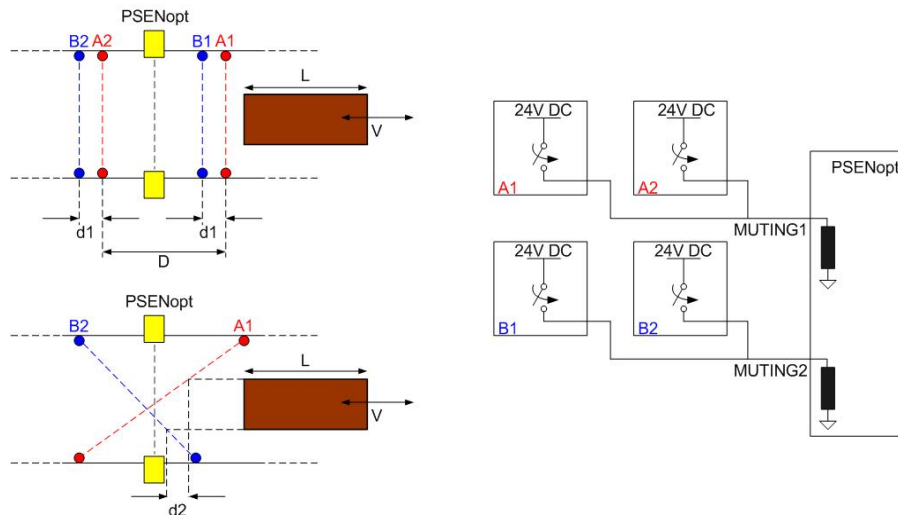 PSENopt
B2 A2 B1 A1
L
V
d1 d1
D
PSENopt
B2 A1
L
V
d2
24V DC 24V DC
A1 A2
PSENopt
MUTING1
24V DC 24V DC
B1 B2
MUTING2